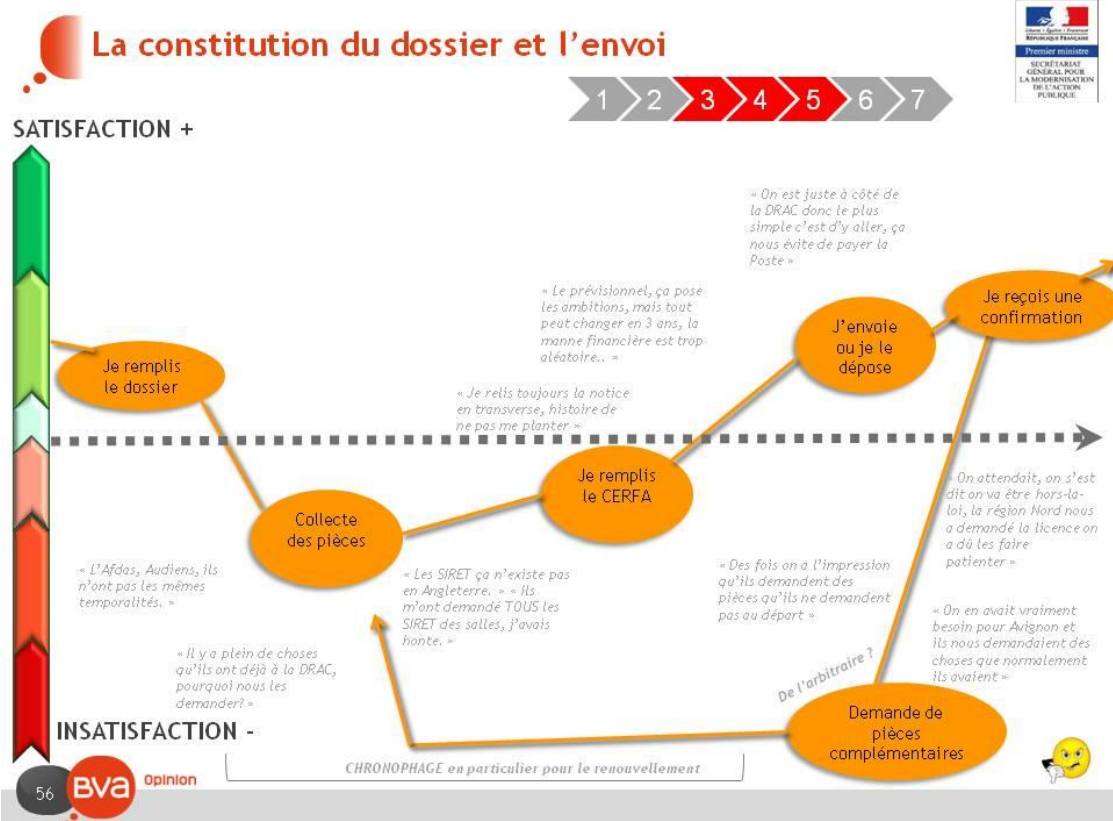 La constitution du dossier et l’envoi
Liberté • Égalité • Fraternité
RÉPUBLIQUE FRANÇAISE
Premier ministre
SECRÉTARIAT
GÉNÉRAL POUR
LA MODERNISATION
DE L’ACTION
PUBLIQUE
1 2 3 4 5 6 7
SATISFACTION +
« On est juste à côté de
la DRAC donc le plus
simple c’est d’y aller, ça
nous évite de payer la
Poste »
« Le prévisionnel, ça pose
les ambitions, mais tout
peut changer en 3 ans, la
manne financière est trop
aléatoire.. »
Je reçois une
confirmation
J’envoie
ou je le
dépose
Je remplis
le dossier
« Je relis toujours la notice
en transverse, histoire de
ne pas me planter »
Je remplis
le CERFA
Collecte
des pièces
« On attendait, on s’est
dit on va être hors-la-
loi, la région Nord nous
a demandé la licence on
a dû les faire
patienter »
« L’Afdas, Audiens, ils
n’ont pas les mêmes
temporalités. »
« Les SIRET ça n’existe pas
en Angleterre. » « Ils
m’ont demandé TOUS les
SIRET des salles, j’avais
honte. »
« Des fois on a l’impression
qu’ils demandent des
pièces qu’ils ne demandent
pas au départ »
« On en avait vraiment
besoin pour Avignon et
ils nous demandaient des
choses que normalement
ils avaient »
« Il y a plein de choses
qu’ils ont déjà à la DRAC,
pourquoi nous les
demander? »
De l’arbitraire ?
Demande de
pièces
complémentaires
INSATISFACTION -
CHRONOPHAGE en particulier pour le renouvellement
56
BVA
Opinion